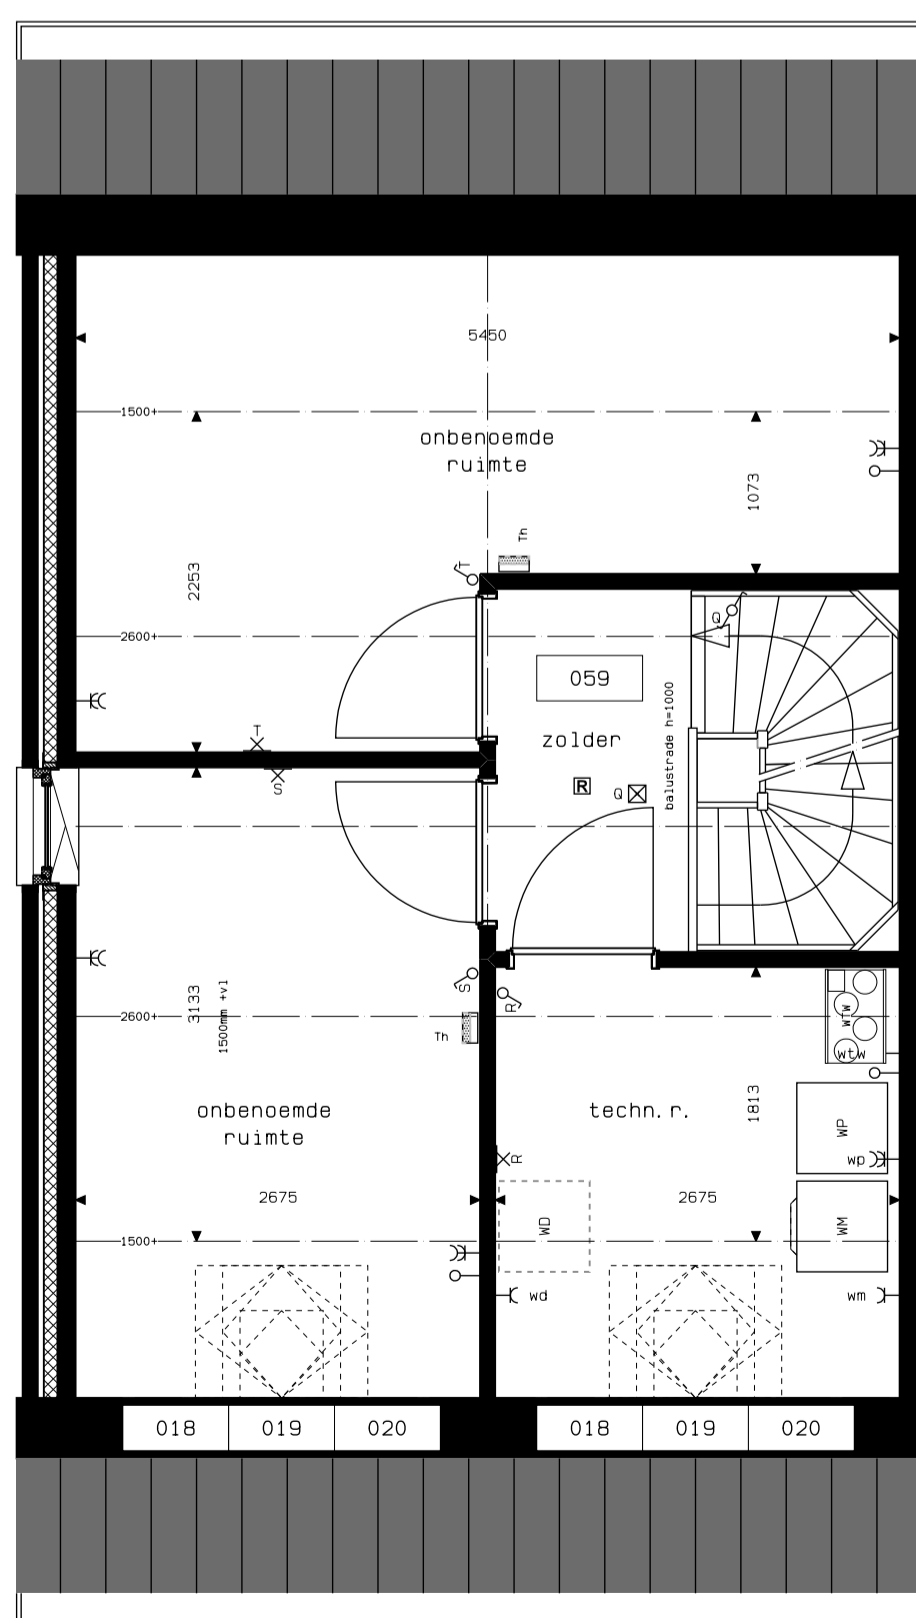 5450
1500+
onbenoemde
ruimte
1073
Th
T
2253
Q
2600+
059
balustrade h=1000
zolder
T
S
R
Q
S
R
3133
1500mm +vl
2600+
Th
wtw
wtw
onbenoemde
ruimte
techn.r.
1813
WP
wp
R
2675
2675
WD
WM
1500+
wd
wm
018
019
020
018
019
020